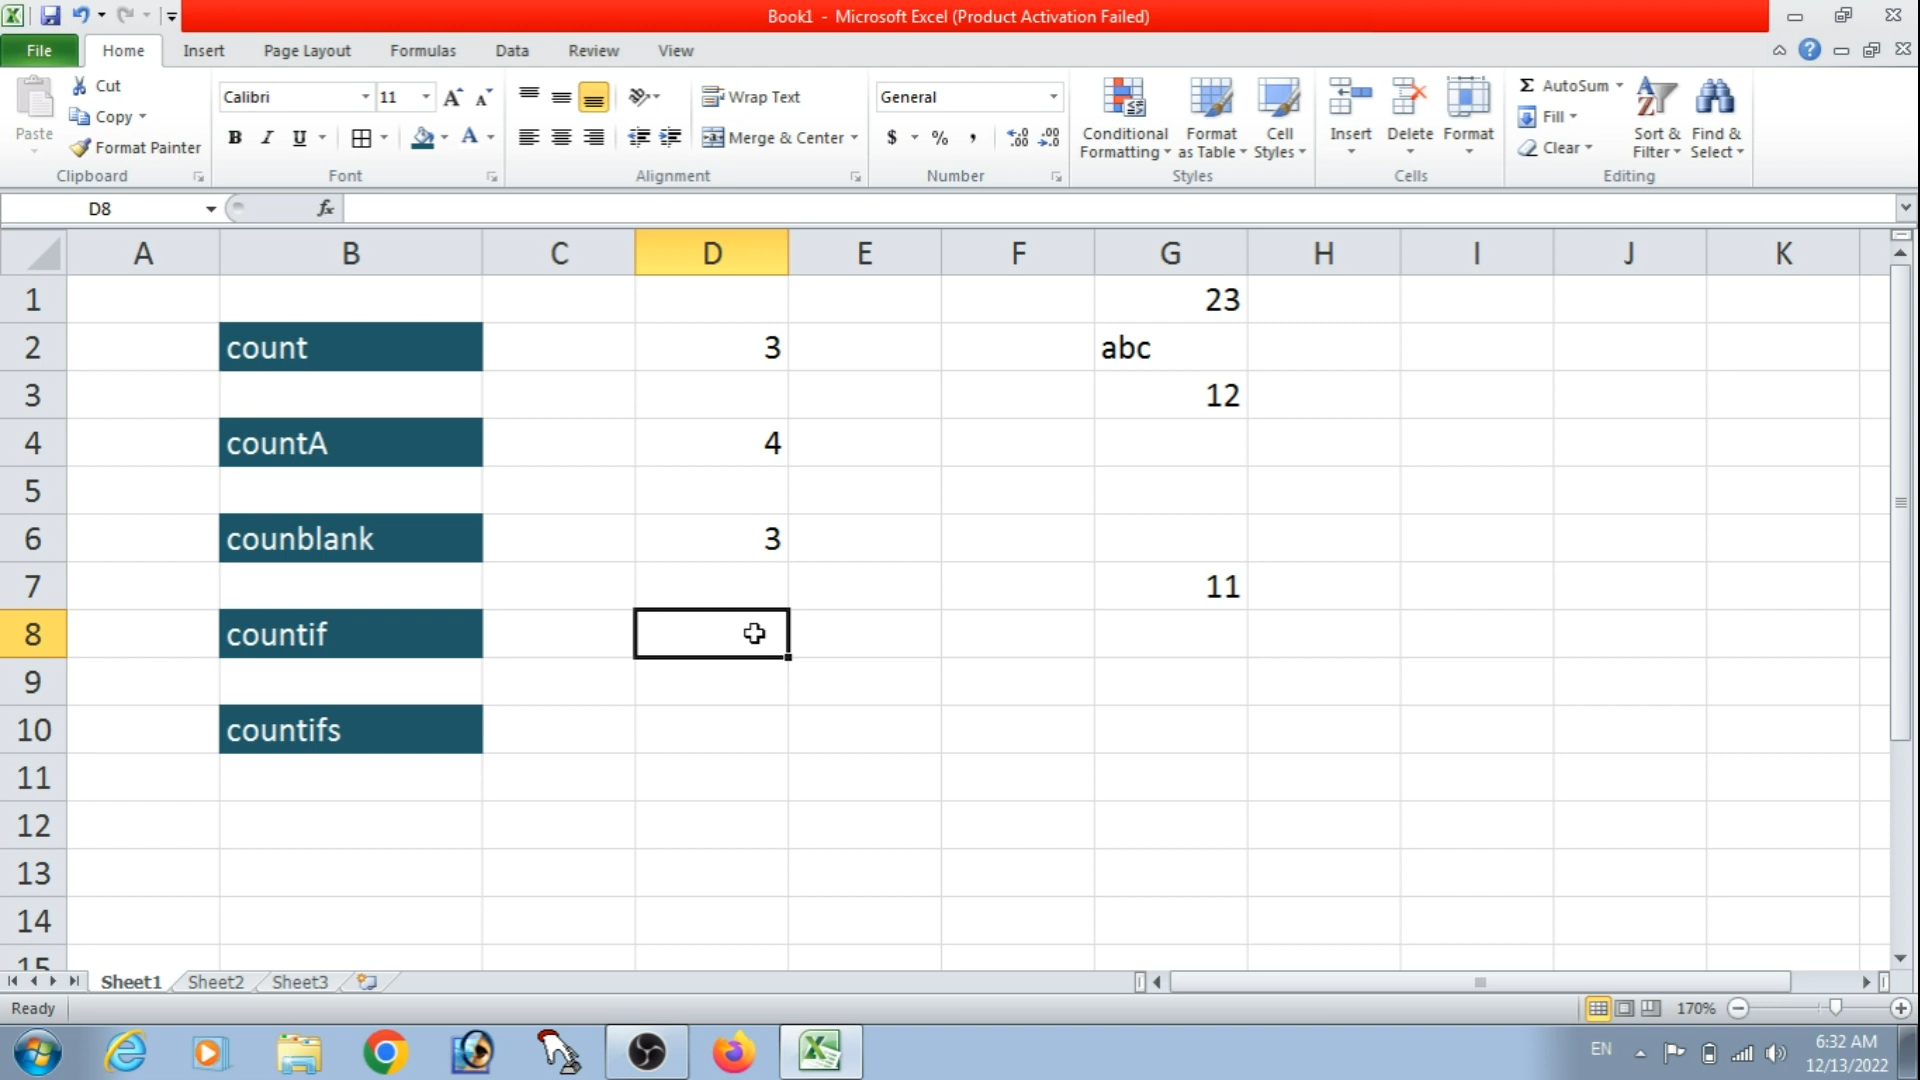 Book1 - Microsoft Excel (Product Activation Failed)
File Home Insert Page Layout Formulas Data Review View
Paste
Cut
Copy
Format Painter
Clipboard
Calibri 11
B I U
Font
Wrap Text
Merge & Center
Alignment
General
$ % ,
Number
Conditional Formatting
Format as Table
Cell Styles
Styles
Insert Delete Format
Cells
Σ AutoSum
Fill
Clear
Sort & Filter
Find & Select
Editing
D8 fx
A B C D E F G H I J K
1 23
2 count 3 abc
3 12
4 countA 4
5
6 counblank 3
7 11
8 countif
9
10 countifs
11
12
13
14
15
Sheet1 Sheet2 Sheet3
Ready 170%
EN 6:32 AM
12/13/2022